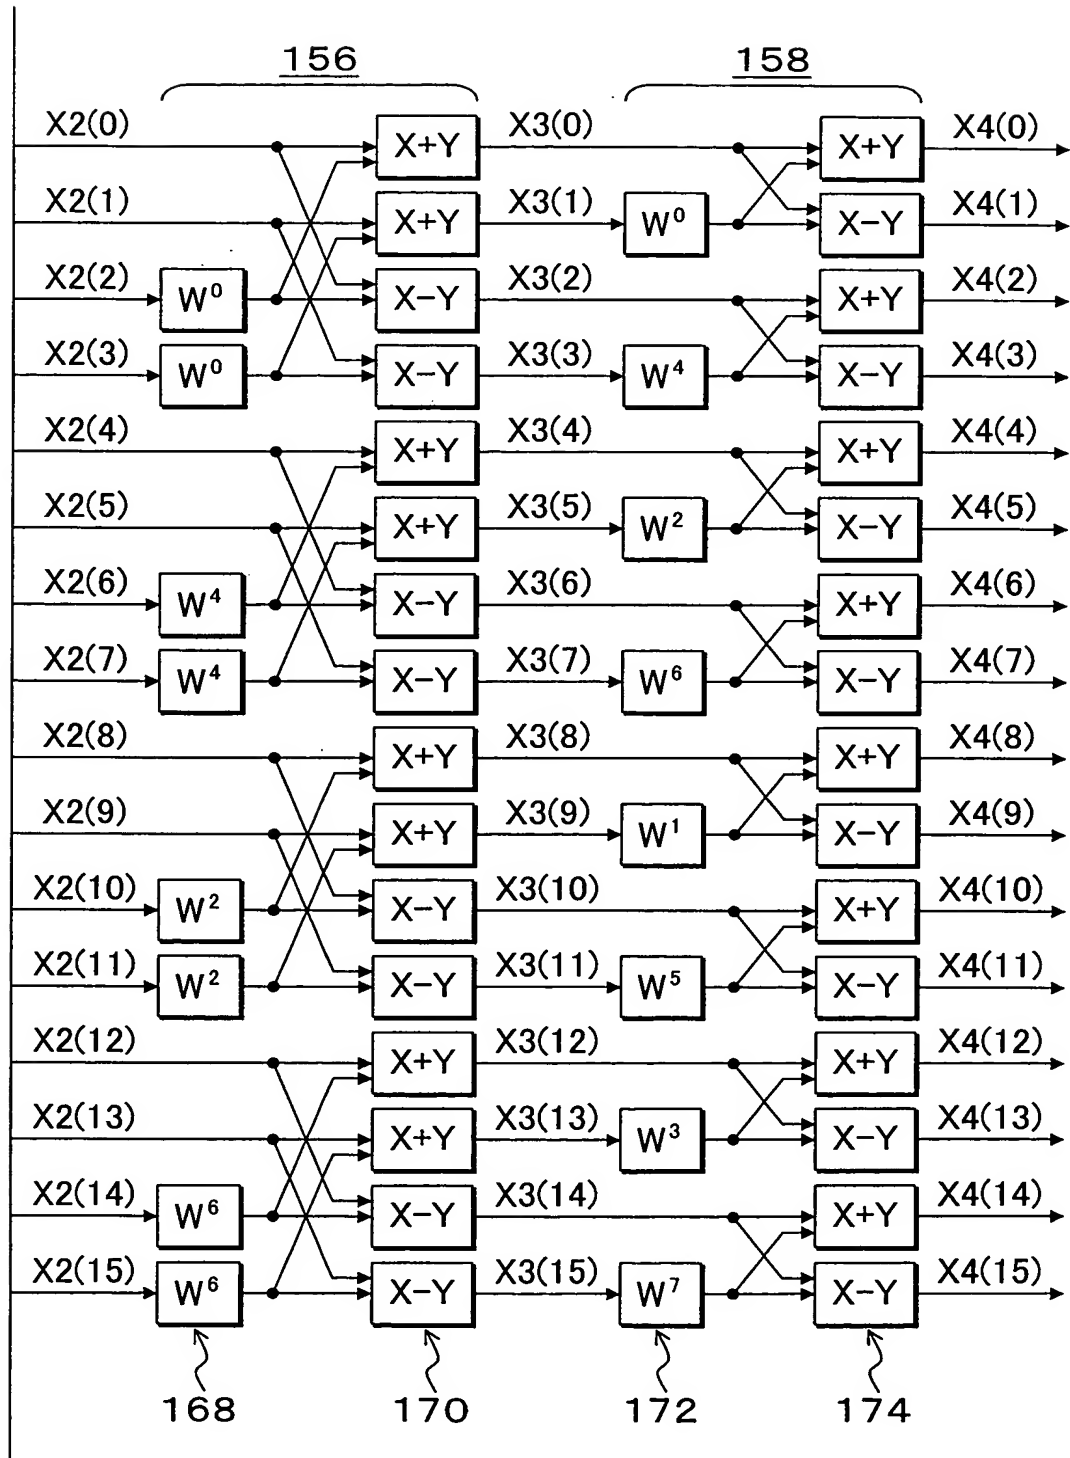 156 158
X2(0) X+Y X3(0) X+Y X4(0)
X2(1) X+Y X3(1) W⁰ X−Y X4(1)
X2(2) W⁰ X−Y X3(2) X+Y X4(2)
X2(3) W⁰ X−Y X3(3) W⁴ X−Y X4(3)
X2(4) X+Y X3(4) X+Y X4(4)
X2(5) X+Y X3(5) W² X−Y X4(5)
X2(6) W⁴ X−Y X3(6) X+Y X4(6)
X2(7) W⁴ X−Y X3(7) W⁶ X−Y X4(7)
X2(8) X+Y X3(8) X+Y X4(8)
X2(9) X+Y X3(9) W¹ X−Y X4(9)
X2(10) W² X−Y X3(10) X+Y X4(10)
X2(11) W² X−Y X3(11) W⁵ X−Y X4(11)
X2(12) X+Y X3(12) X+Y X4(12)
X2(13) X+Y X3(13) W³ X−Y X4(13)
X2(14) W⁶ X−Y X3(14) X+Y X4(14)
X2(15) W⁶ X−Y X3(15) W⁷ X−Y X4(15)
168 170 172 174